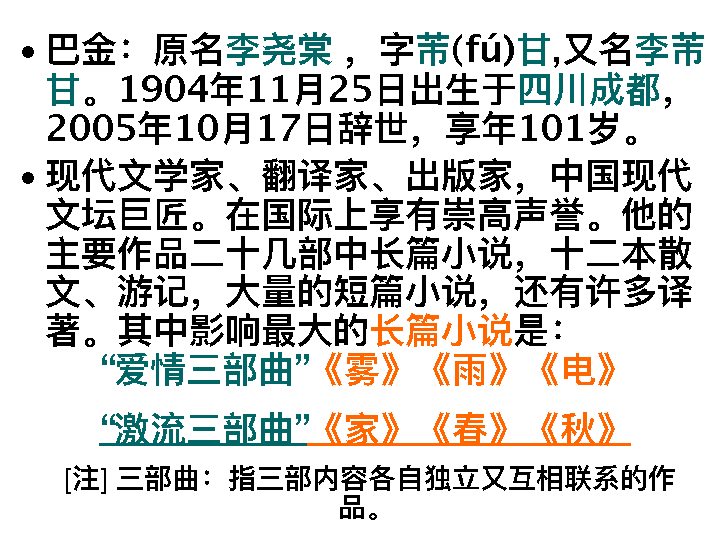 • 巴金：原名李尧棠 ，字芾(fú)甘,又名李芾
甘。1904年11月25日出生于四川成都，
2005年10月17日辞世，享年101岁。
• 现代文学家、翻译家、出版家，中国现代
文坛巨匠。在国际上享有崇高声誉。他的
主要作品二十几部中长篇小说，十二本散
文、游记，大量的短篇小说，还有许多译
著。其中影响最大的长篇小说是：
“爱情三部曲”《雾》《雨》《电》
“激流三部曲”《家》《春》《秋》
[注] 三部曲：指三部内容各自独立又互相联系的作
品。